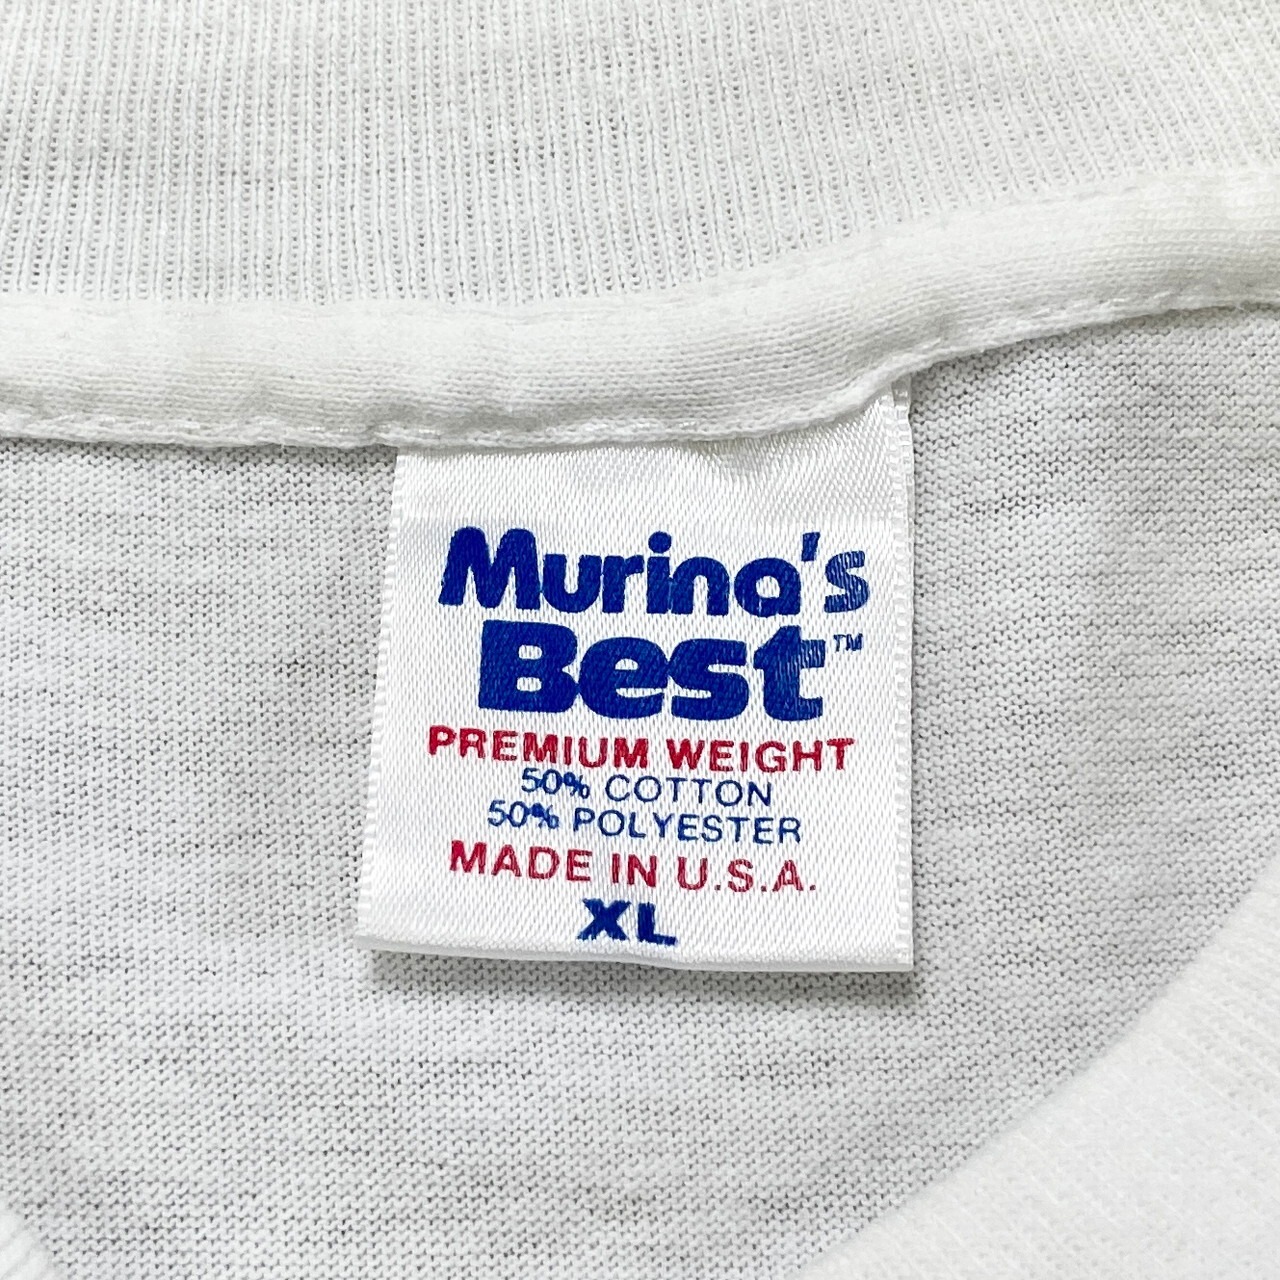 Murina's
Best™
PREMIUM WEIGHT
50% COTTON
50% POLYESTER
MADE IN U.S.A.
XL